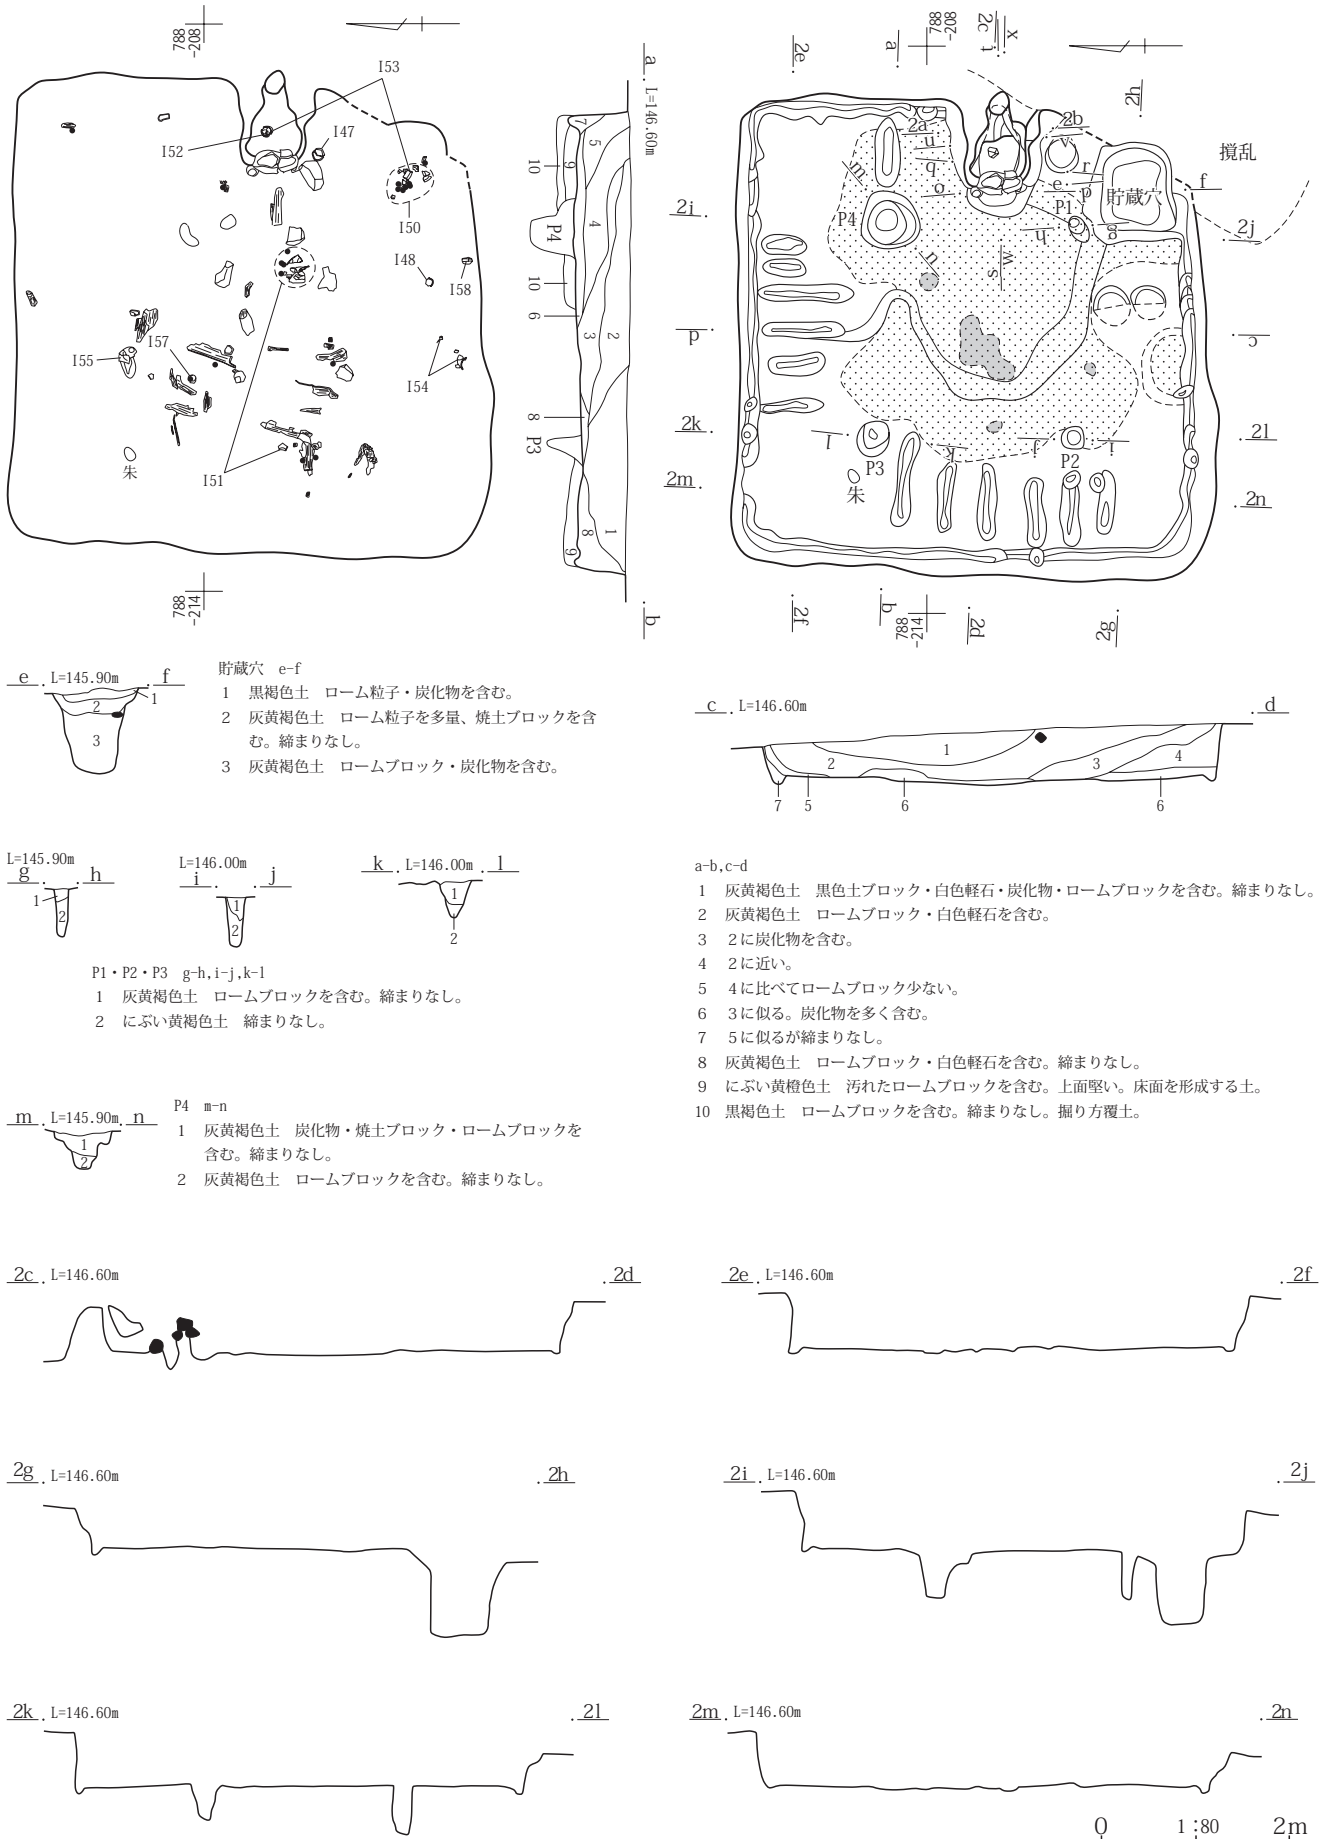 788
-208
I53
I47
I52
I50
I48
I58
I55
I57
I54
I51
朱
788
-214
a
L=146.60m
b
7
5
9
10
4
P4
10
6
3
2
8
P3
8
1
9
788
-208
2e
a
2c
i
x
2h
2a
2b
u
v
q
o
m
r
e
p
f
攪乱
貯蔵穴
P4
P1
g
h
2i
2j
n
w
s
p
c
2k
2l
l
k
j
i
P3
P2
2m
2n
朱
2f
b
788
-214
2d
2g
e
L=145.90m
f
1
2
3
貯蔵穴 e-f
1 黒褐色土 ローム粒子・炭化物を含む。
2 灰黄褐色土 ローム粒子を多量、焼土ブロックを含
む。締まりなし。
3 灰黄褐色土 ロームブロック・炭化物を含む。
c
L=146.60m
d
1
2
3
4
7
5
6
6
L=145.90m
g
h
1
2
L=146.00m
i
j
1
2
k
L=146.00m
l
1
2
P1・P2・P3 g-h,i-j,k-l
1 灰黄褐色土 ロームブロックを含む。締まりなし。
2 にぶい黄褐色土 締まりなし。
a-b,c-d
1 灰黄褐色土 黒色土ブロック・白色軽石・炭化物・ロームブロックを含む。締まりなし。
2 灰黄褐色土 ロームブロック・白色軽石を含む。
3 2に炭化物を含む。
4 2に近い。
5 4に比べてロームブロック少ない。
6 3に似る。炭化物を多く含む。
7 5に似るが締まりなし。
8 灰黄褐色土 ロームブロック・白色軽石を含む。締まりなし。
9 にぶい黄橙色土 汚れたロームブロックを含む。上面堅い。床面を形成する土。
10 黒褐色土 ロームブロックを含む。締まりなし。掘り方覆土。
m
L=145.90m
n
1
2
P4 m-n
1 灰黄褐色土 炭化物・焼土ブロック・ロームブロックを
含む。締まりなし。
2 灰黄褐色土 ロームブロックを含む。締まりなし。
2c
L=146.60m
2d
2e
L=146.60m
2f
2g
L=146.60m
2h
2i
L=146.60m
2j
2k
L=146.60m
2l
2m
L=146.60m
2n
0 1:80 2m